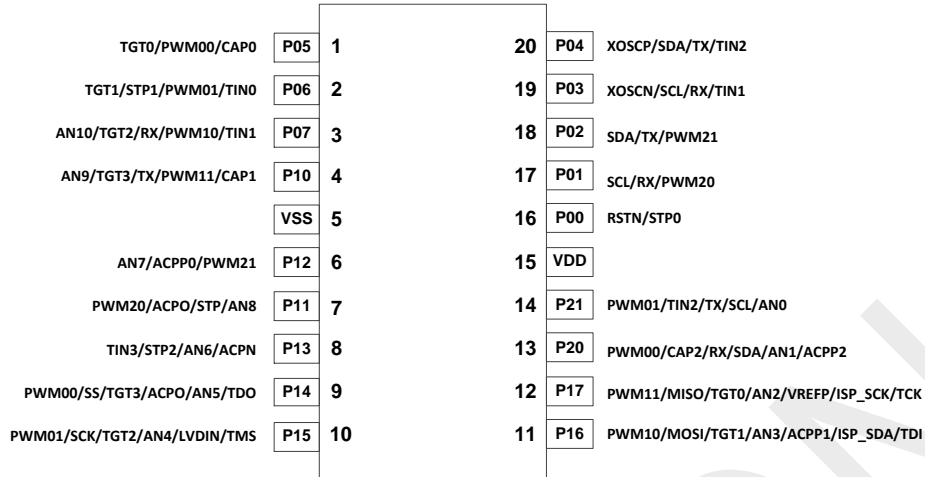 TGT0/PWM00/CAP0 P05 1 20 P04 XOSCP/SDA/TX/TIN2
TGT1/STP1/PWM01/TIN0 P06 2 19 P03 XOSCN/SCL/RX/TIN1
AN10/TGT2/RX/PWM10/TIN1 P07 3 18 P02 SDA/TX/PWM21
AN9/TGT3/TX/PWM11/CAP1 P10 4 17 P01 SCL/RX/PWM20
VSS 5 16 P00 RSTN/STP0
AN7/ACPP0/PWM21 P12 6 15 VDD
PWM20/ACPO/STP/AN8 P11 7 14 P21 PWM01/TIN2/TX/SCL/AN0
TIN3/STP2/AN6/ACPN P13 8 13 P20 PWM00/CAP2/RX/SDA/AN1/ACPP2
PWM00/SS/TGT3/ACPO/AN5/TDO P14 9 12 P17 PWM11/MISO/TGT0/AN2/VREFP/ISP_SCK/TCK
PWM01/SCK/TGT2/AN4/LVDIN/TMS P15 10 11 P16 PWM10/MOSI/TGT1/AN3/ACPP1/ISP_SDA/TDI